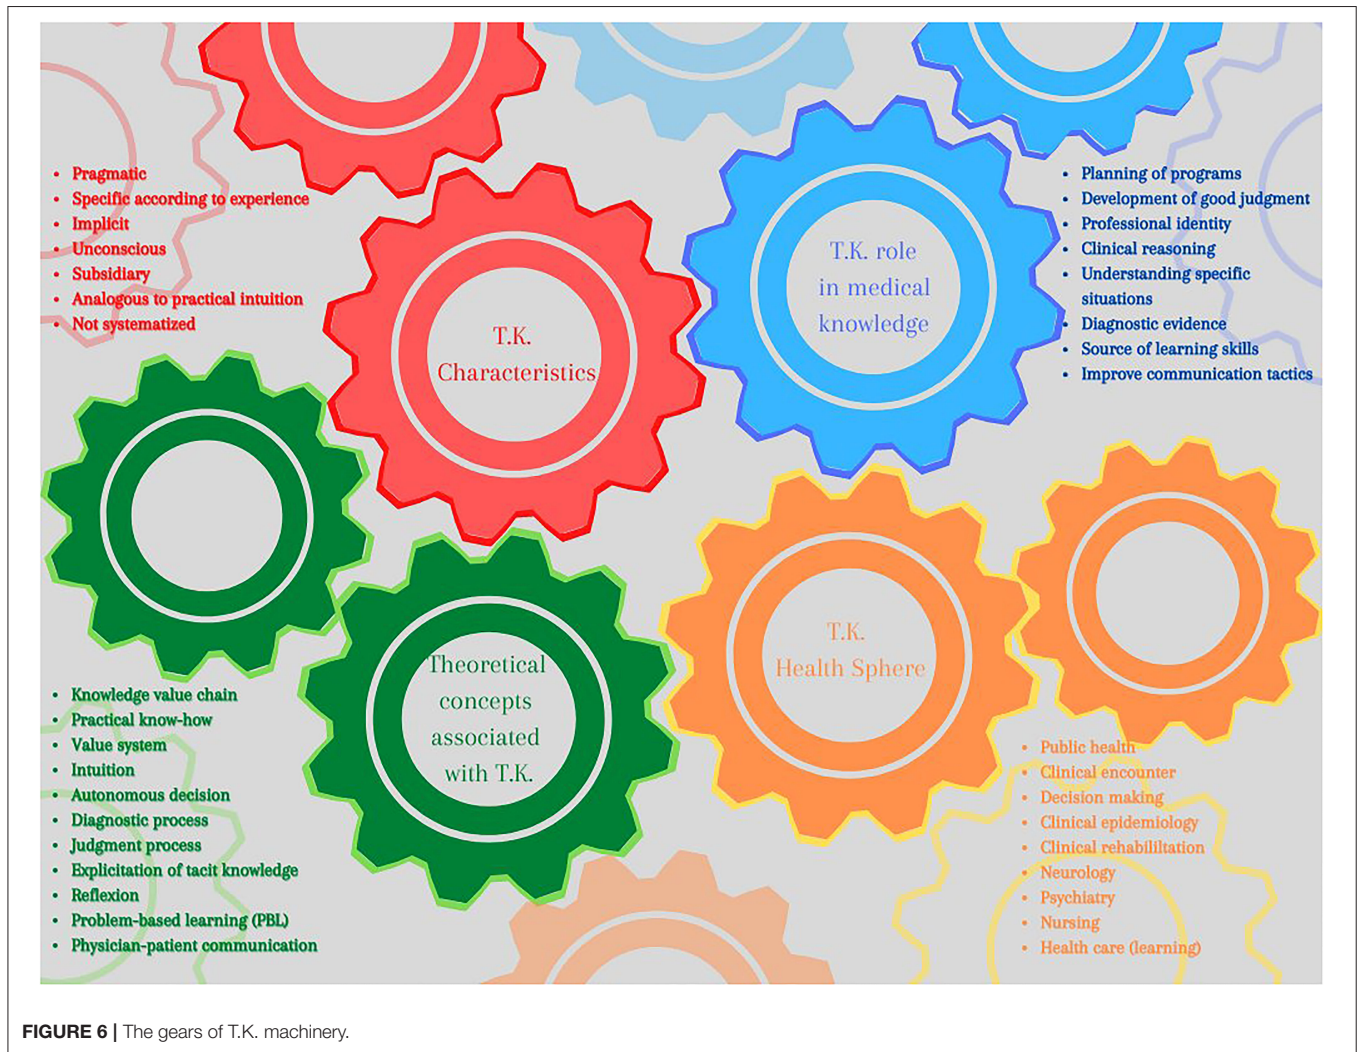 • Pragmatic
• Specific according to experience
• Implicit
• Unconscious
• Subsidiary
• Analogous to practical intuition
• Not systematized
T.K.
Characteristics
T.K. role
in medical
knowledge
• Planning of programs
• Development of good judgment
• Professional identity
• Clinical reasoning
• Understanding specific
situations
• Diagnostic evidence
• Source of learning skills
• Improve communication tactics
• Knowledge value chain
• Practical know-how
• Value system
• Intuition
• Autonomous decision
• Diagnostic process
• Judgment process
• Explicitation of tacit knowledge
• Reflexion
• Problem-based learning (PBL)
• Physician-patient communication
Theoretical
concepts
associated
with T.K.
T.K.
Health Sphere
• Public health
• Clinical encounter
• Decision making
• Clinical epidemiology
• Clinical rehabililtation
• Neurology
• Psychiatry
• Nursing
• Health care (learning)
FIGURE 6 | The gears of T.K. machinery.